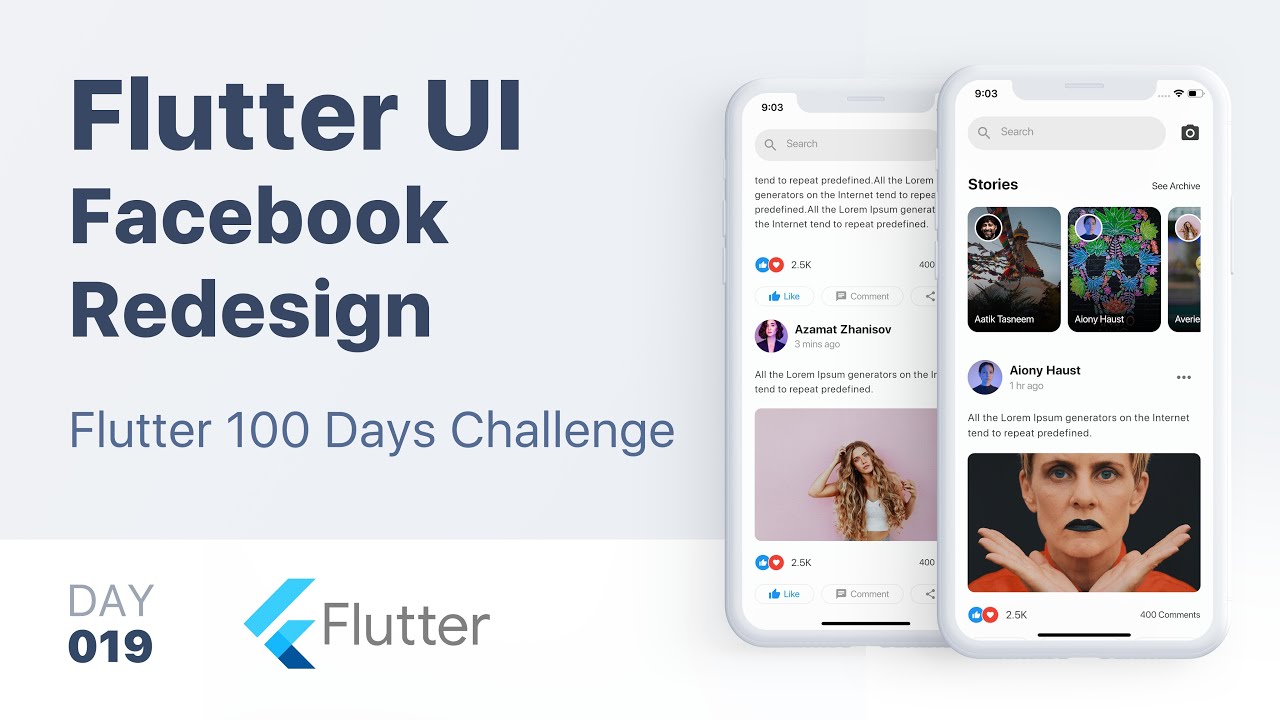 Flutter UI
Facebook
Redesign
Flutter 100 Days Challenge
DAY
019
Flutter
9:03
Search
tend to repeat predefined.All the Lorem
generators on the Internet tend to repea
predefined.All the Lorem Ipsum generat
the Internet tend to repeat predefined.
2.5K
400
Like
Comment
Azamat Zhanisov
3 mins ago
All the Lorem Ipsum generators on the In
tend to repeat predefined.
2.5K
400
Like
Comment
9:03
Search
Stories
See Archive
Aatik Tasneem
Aiony Haust
Averie
Aiony Haust
1 hr ago
All the Lorem Ipsum generators on the Internet
tend to repeat predefined.
2.5K
400 Comments